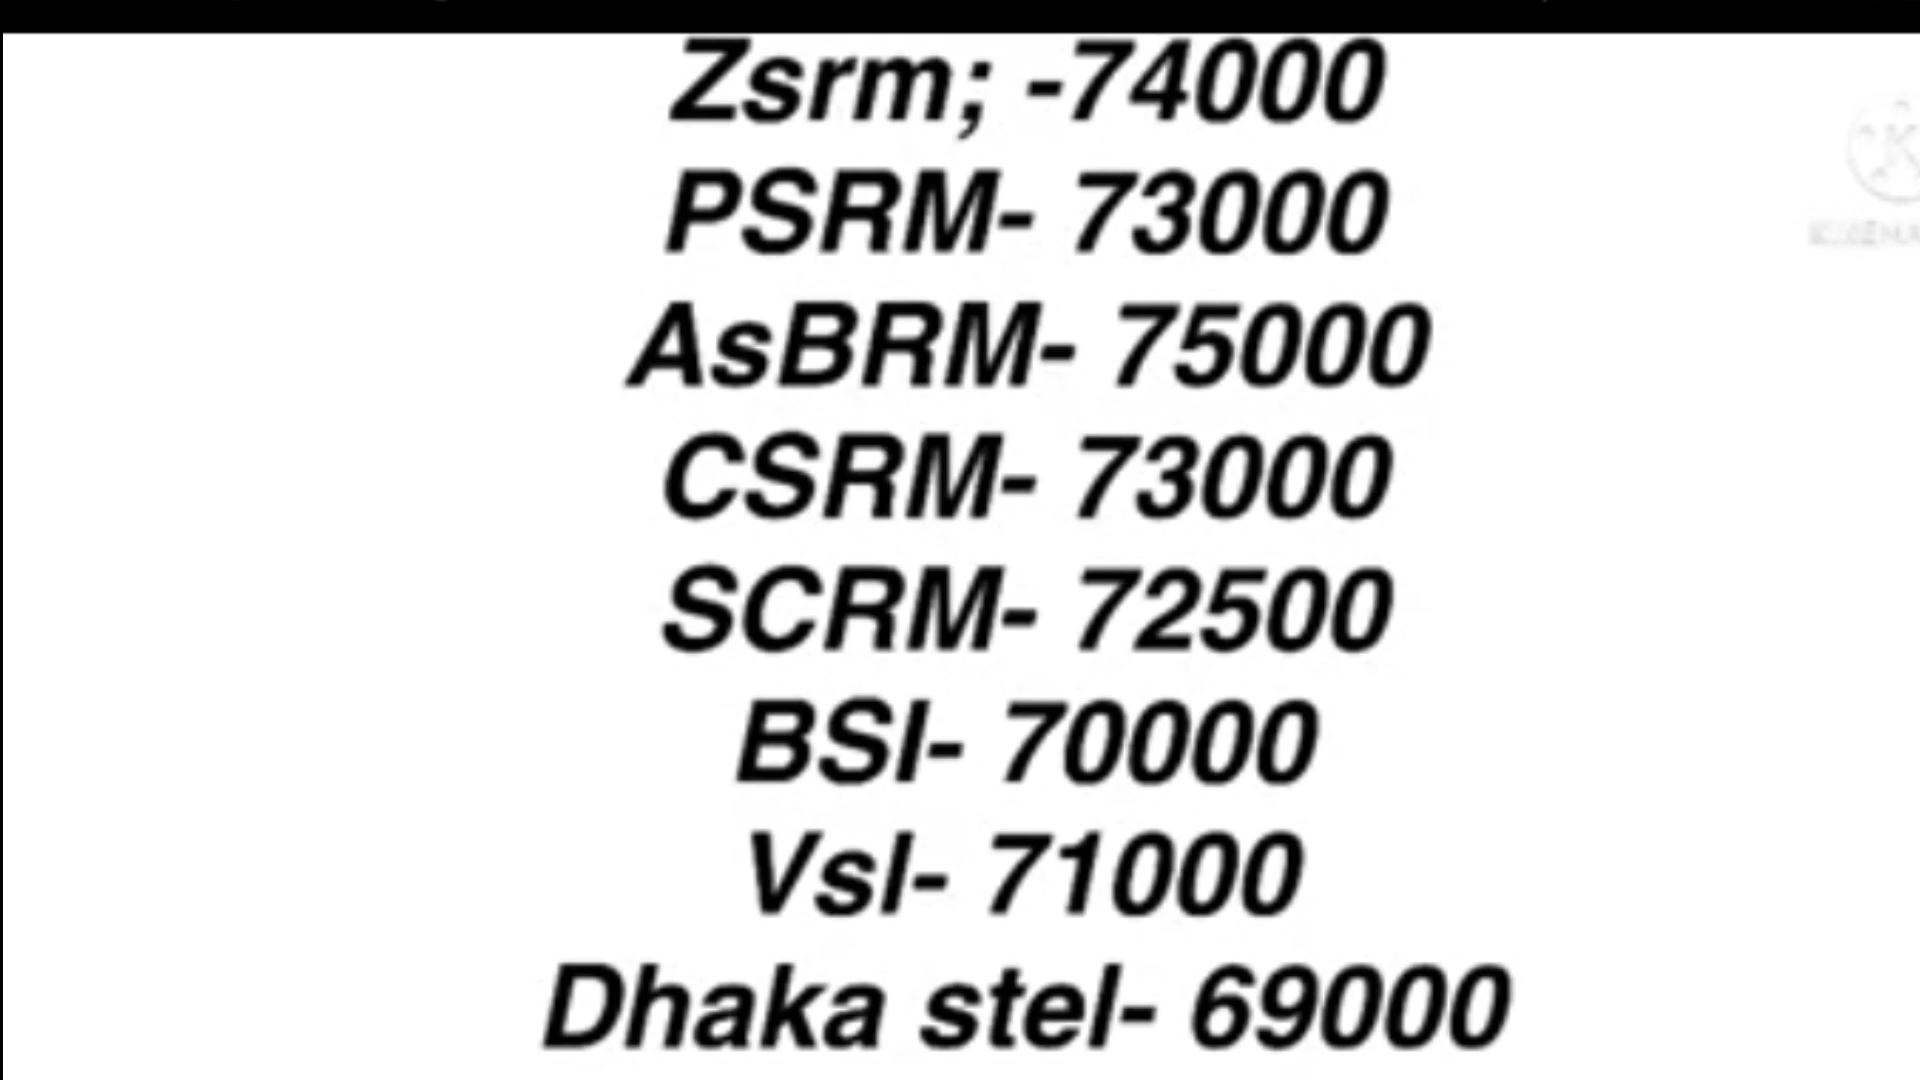 Zsrm; -74000
PSRM- 73000
AsBRM- 75000
CSRM- 73000
SCRM- 72500
BSI- 70000
Vsl- 71000
Dhaka stel- 69000